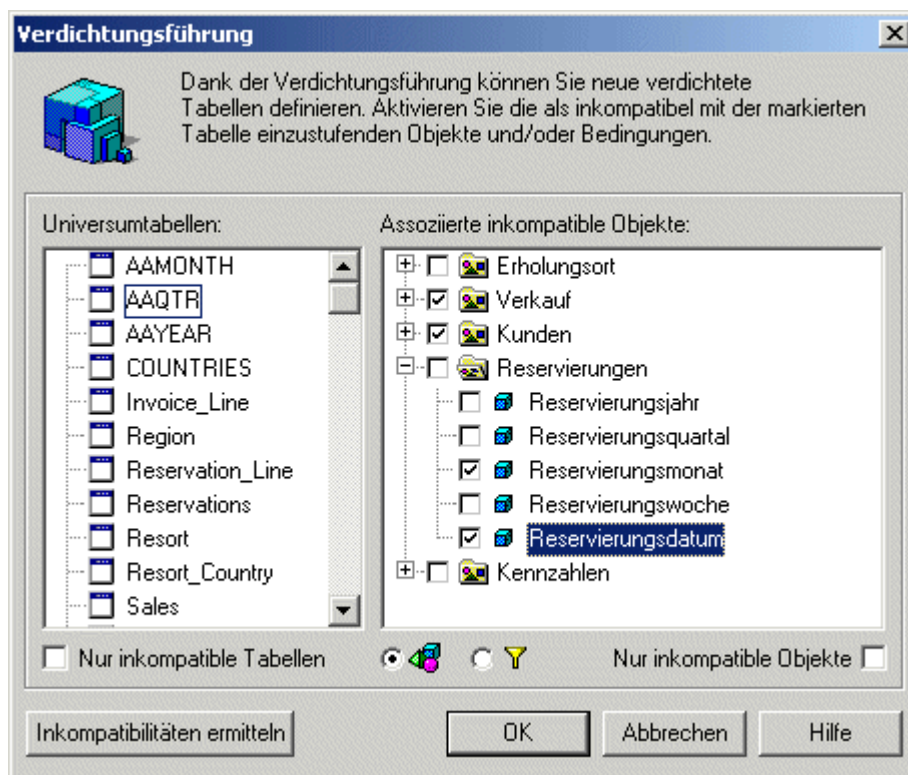 Verdichtungsführung
Dank der Verdichtungsführung können Sie neue verdichtete
Tabellen definieren. Aktivieren Sie die als inkompatibel mit der markierten
Tabelle einzustufenden Objekte und/oder Bedingungen.
Universumtabellen:
AAMONTH
AAQTR
AAYEAR
COUNTRIES
Invoice_Line
Region
Reservation_Line
Reservations
Resort
Resort_Country
Sales
Nur inkompatible Tabellen
Assoziierte inkompatible Objekte:
Erholungsort
Verkauf
Kunden
Reservierungen
Reservierungsjahr
Reservierungsquartal
Reservierungsmonat
Reservierungswoche
Reservierungsdatum
Kennzahlen
Nur inkompatible Objekte
Inkompatibilitäten ermitteln
OK
Abbrechen
Hilfe